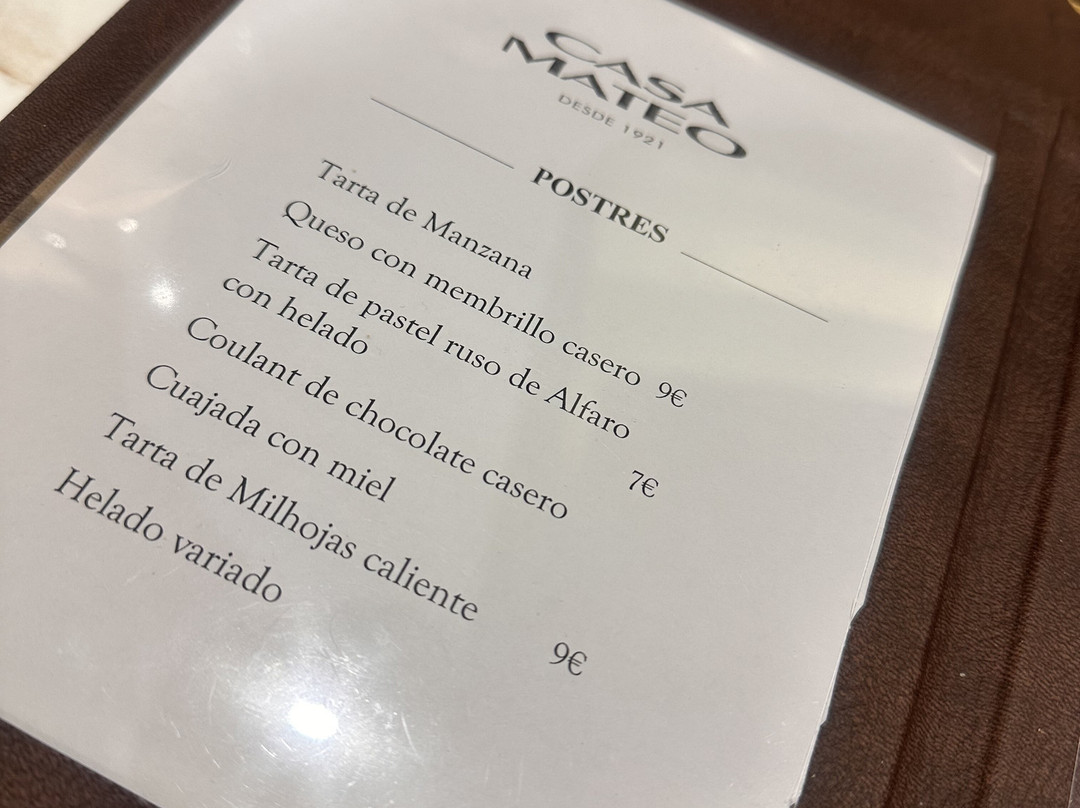 CASA
MATEO
DESDE 1921
POSTRES
Tarta de Manzana
Queso con membrillo casero 9€
Tarta de pastel ruso de Alfaro
con helado 7€
Coulant de chocolate casero
Cuajada con miel
Tarta de Milhojas caliente 9€
Helado variado